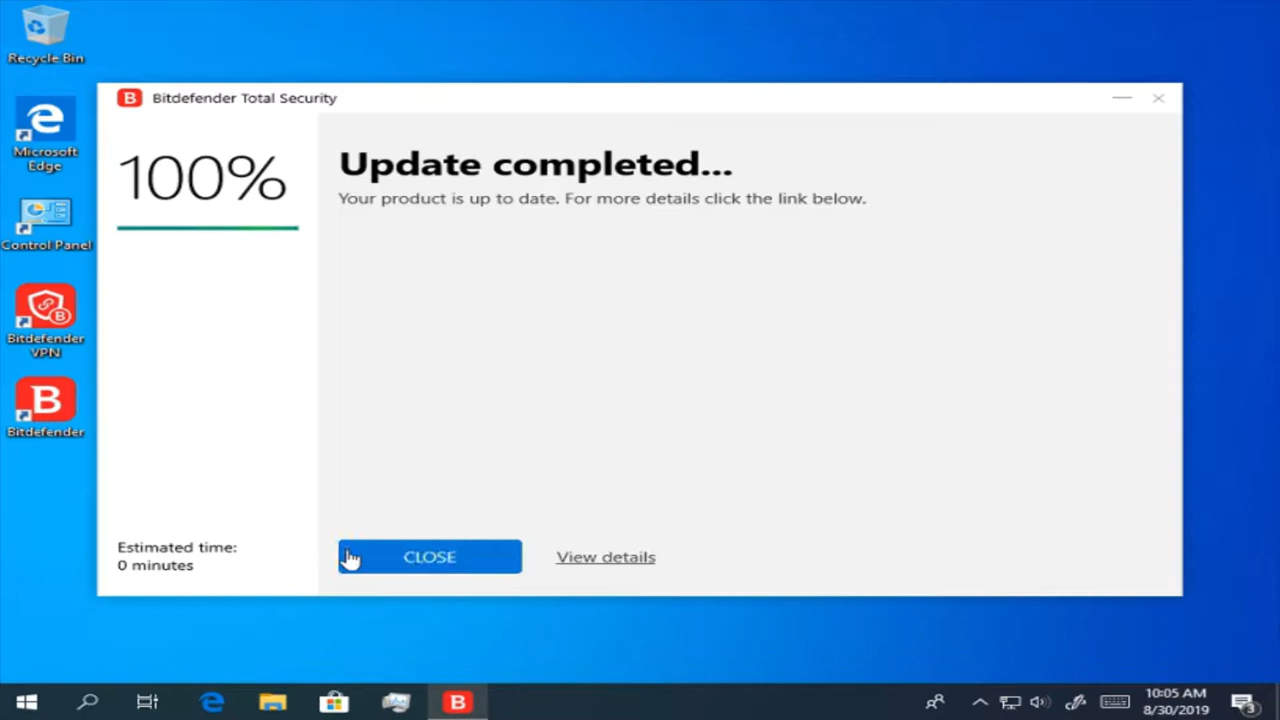 Recycle Bin
Microsoft
Edge
Control Panel
Bitdefender
VPN
Bitdefender
B Bitdefender Total Security
100%
Update completed...
Your product is up to date. For more details click the link below.
Estimated time:
0 minutes
CLOSE
View details
10:05 AM
8/30/2019
3